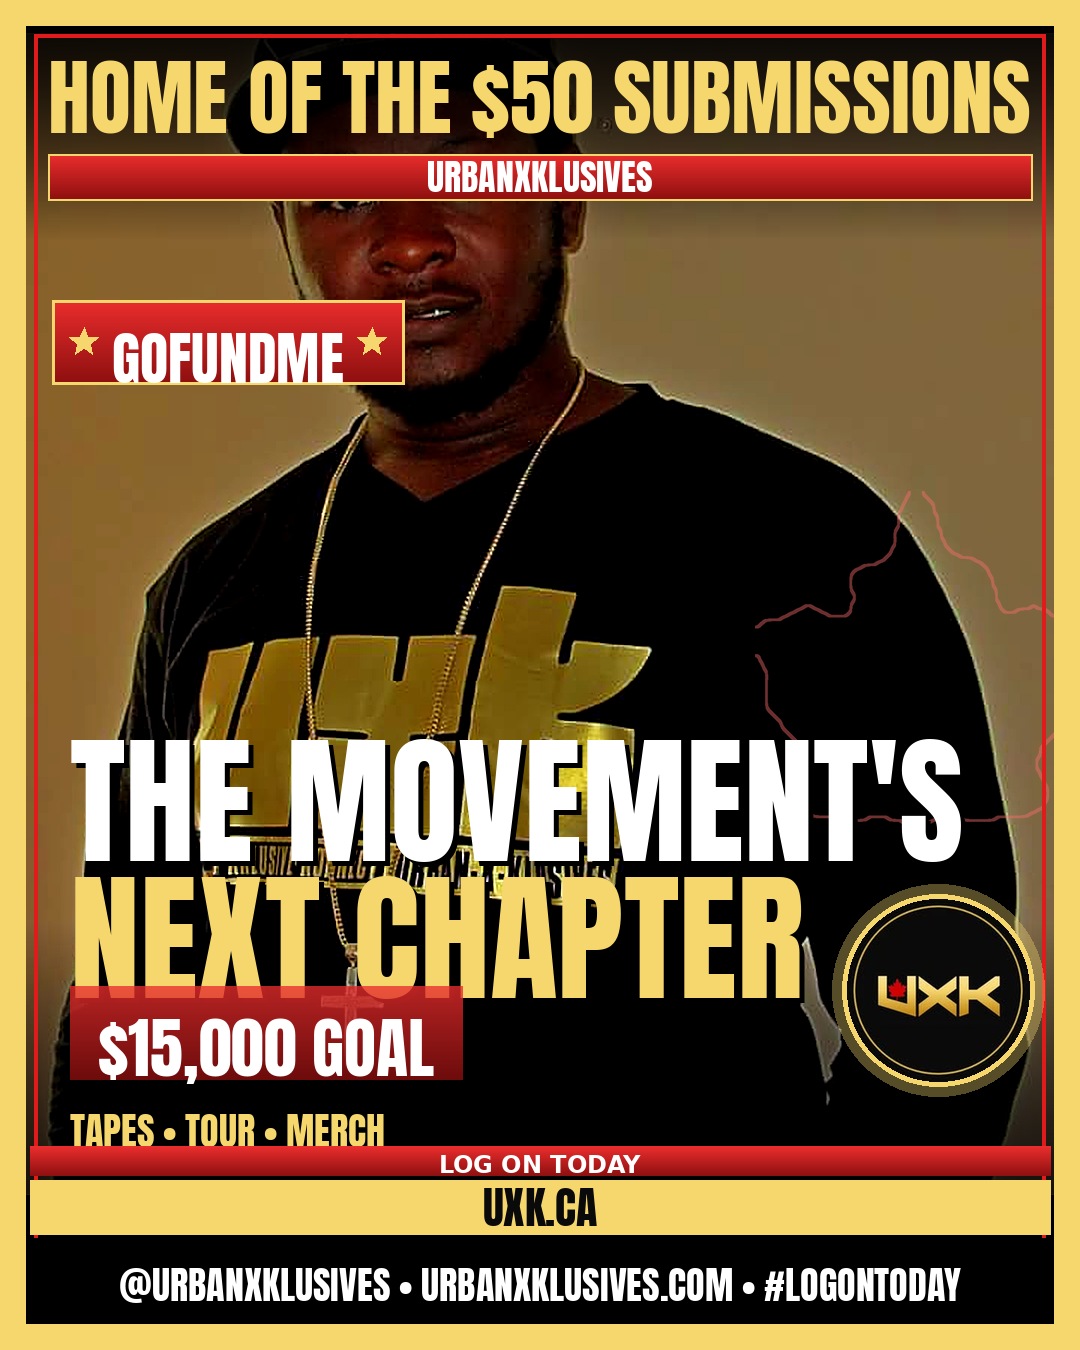 HOME OF THE $50 SUBMISSIONS
URBANXKLUSIVES
GOFUNDME
uxk
THE MOVEMENT'S
NEXT CHAPTER
$15,000 GOAL
UXK
TAPES • TOUR • MERCH
LOG ON TODAY
UXK.CA
@URBANXKLUSIVES • URBANXKLUSIVES.COM • #LOGONTODAY